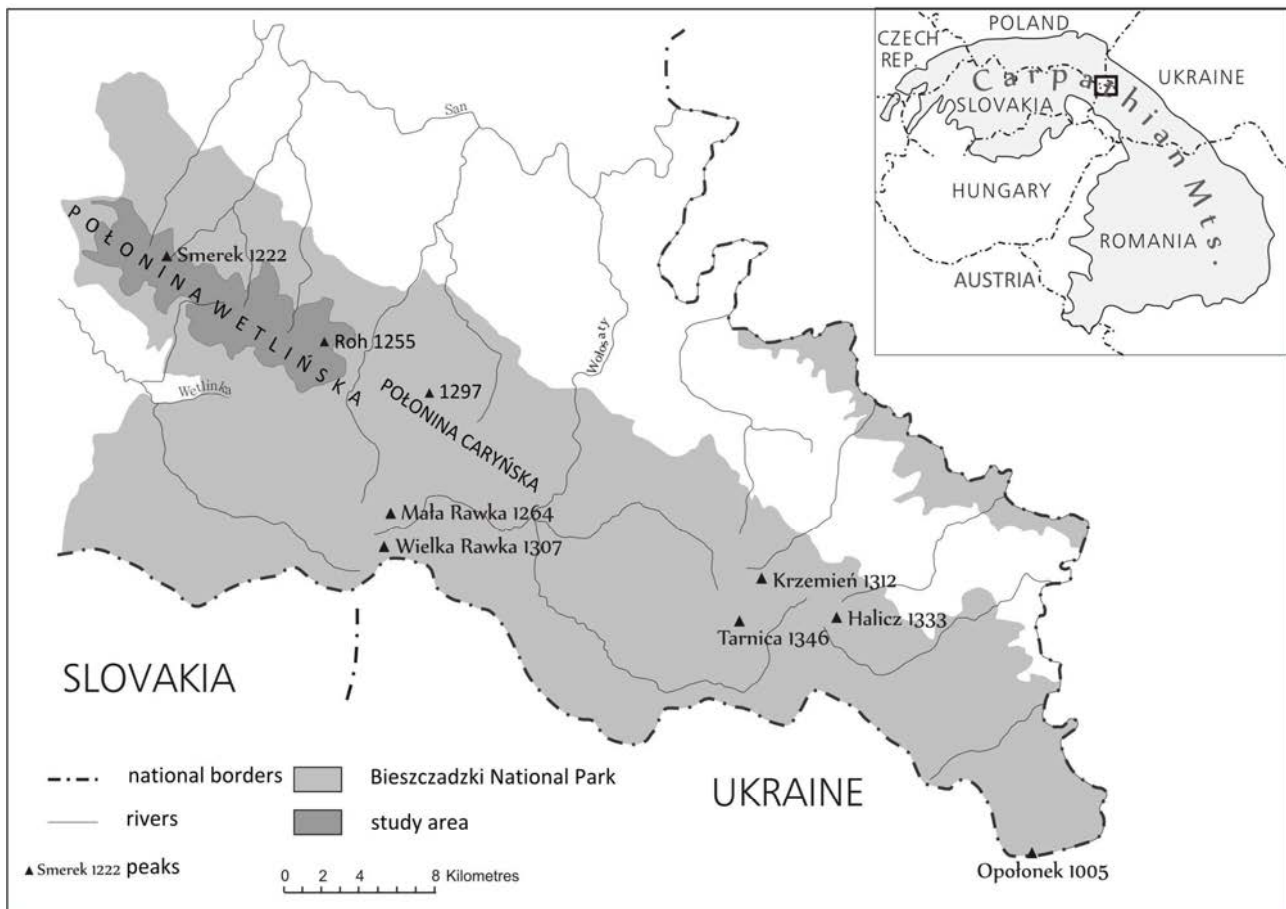 POLAND
CZECH
REP.
UKRAINE
Carpathian Mts.
SLOVAKIA
HUNGARY
ROMANIA
AUSTRIA
San
POŁONINA WETLIŃSKA
Smerek 1222
Roh 1255
Wołosaty
Wetlinka
1297
POŁONINA CARYŃSKA
Mała Rawka 1264
Wielka Rawka 1307
Krzemień 1312
Halicz 1333
Tarnica 1346
SLOVAKIA
UKRAINE
Opołonek 1005
national borders
Bieszczadzki National Park
rivers
study area
Smerek 1222 peaks
0 2 4 8 Kilometres